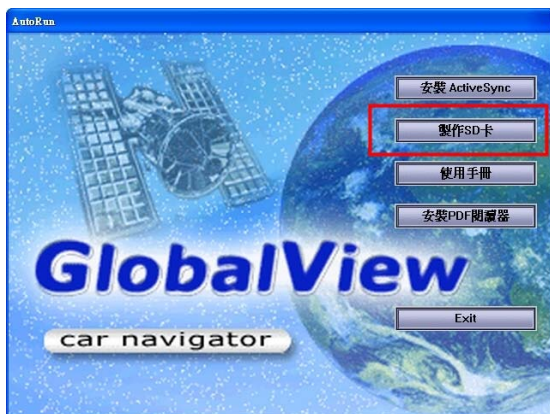 AutoRun
安裝 ActiveSync
製作SD卡
使用手冊
安裝PDF閱讀器
GlobalView
car navigator
Exit